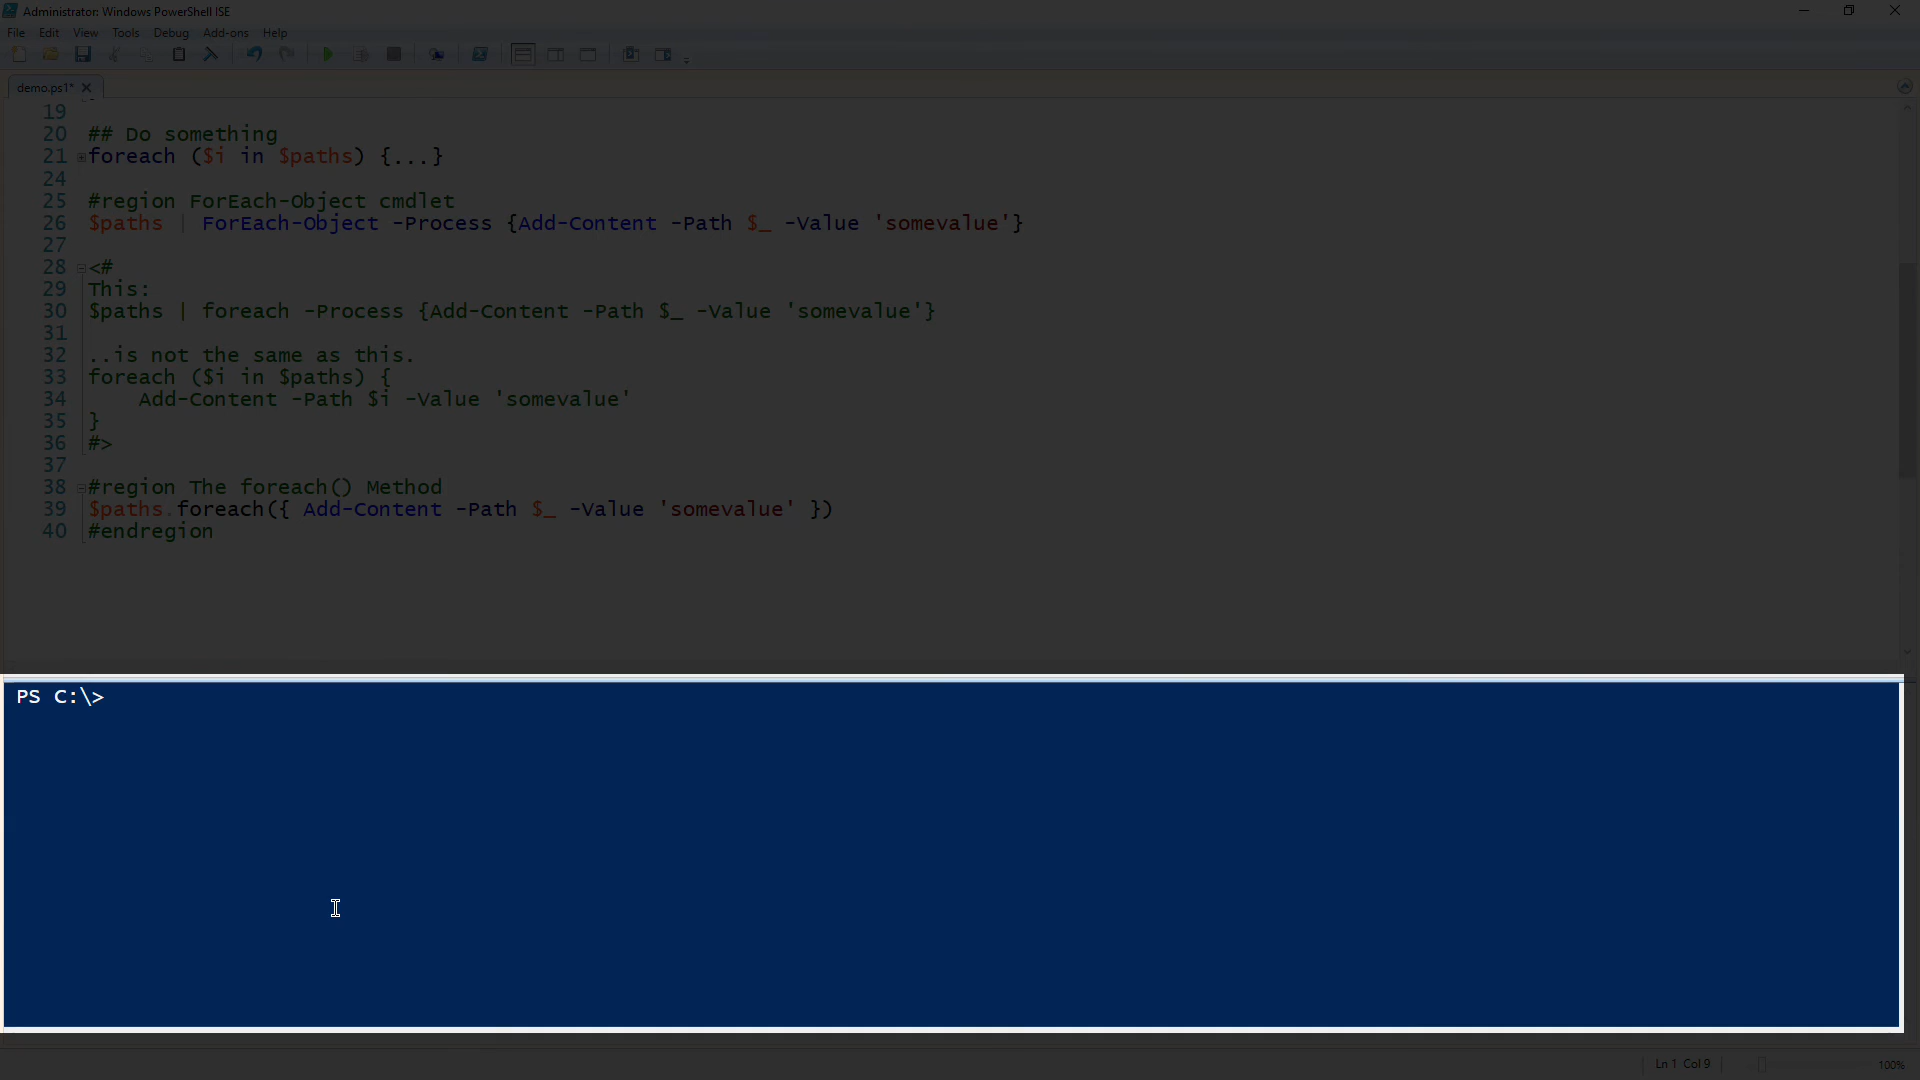 Administrator: Windows PowerShell ISE
File Edit View Tools Debug Add-ons Help
demo.ps1* 
19
20 ## Do something
21 foreach ($i in $paths) {...}
24
25 #region ForEach-Object cmdlet
26 $paths | ForEach-Object -Process {Add-Content -Path $_ -Value 'somevalue'}
27
28 <#
29 This:
30 $paths | foreach -Process {Add-Content -Path $_ -Value 'somevalue'}
31
32 ..is not the same as this.
33 foreach ($i in $paths) {
34     Add-Content -Path $i -Value 'somevalue'
35 }
36 #>
37
38 #region The foreach() Method
39 $paths.foreach({ Add-Content -Path $_ -Value 'somevalue' })
40 #endregion
PS C:\>
Ln 1 Col 9 100%